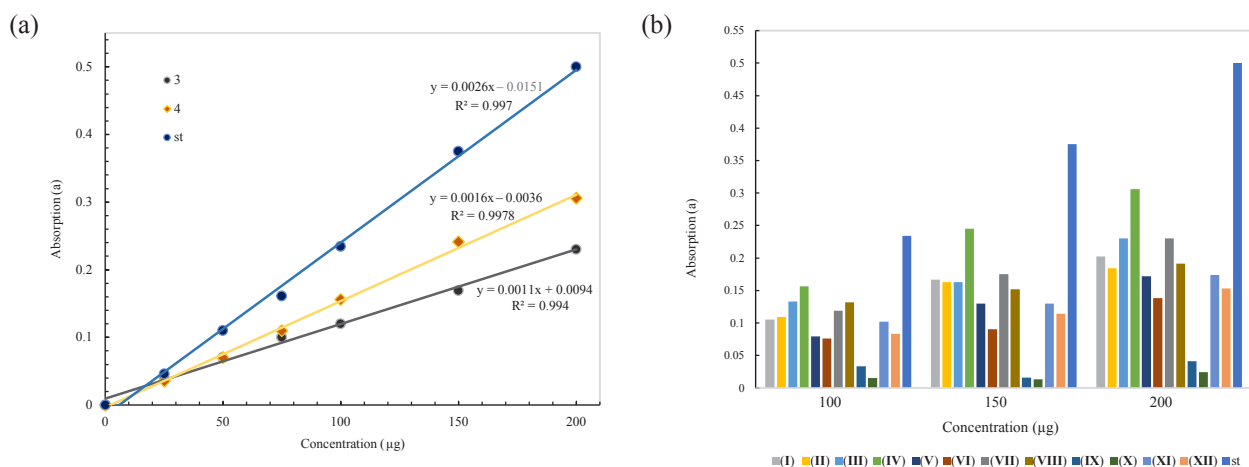 (a)
0.5
0.4
0.3
0.2
0.1
0
0
50
100
150
200
Absorption (a)
Concentration (µg)
3
4
st
y = 0.0026x – 0.0151
R² = 0.997
y = 0.0016x – 0.0036
R² = 0.9978
y = 0.0011x + 0.0094
R² = 0.994
(b)
0.55
0.5
0.45
0.4
0.35
0.3
0.25
0.2
0.15
0.1
0.05
0
Absorption (a)
100
150
200
Concentration (µg)
(I) (II) (III) (IV) (V) (VI) (VII) (VIII) (IX) (X) (XI) (XII) st